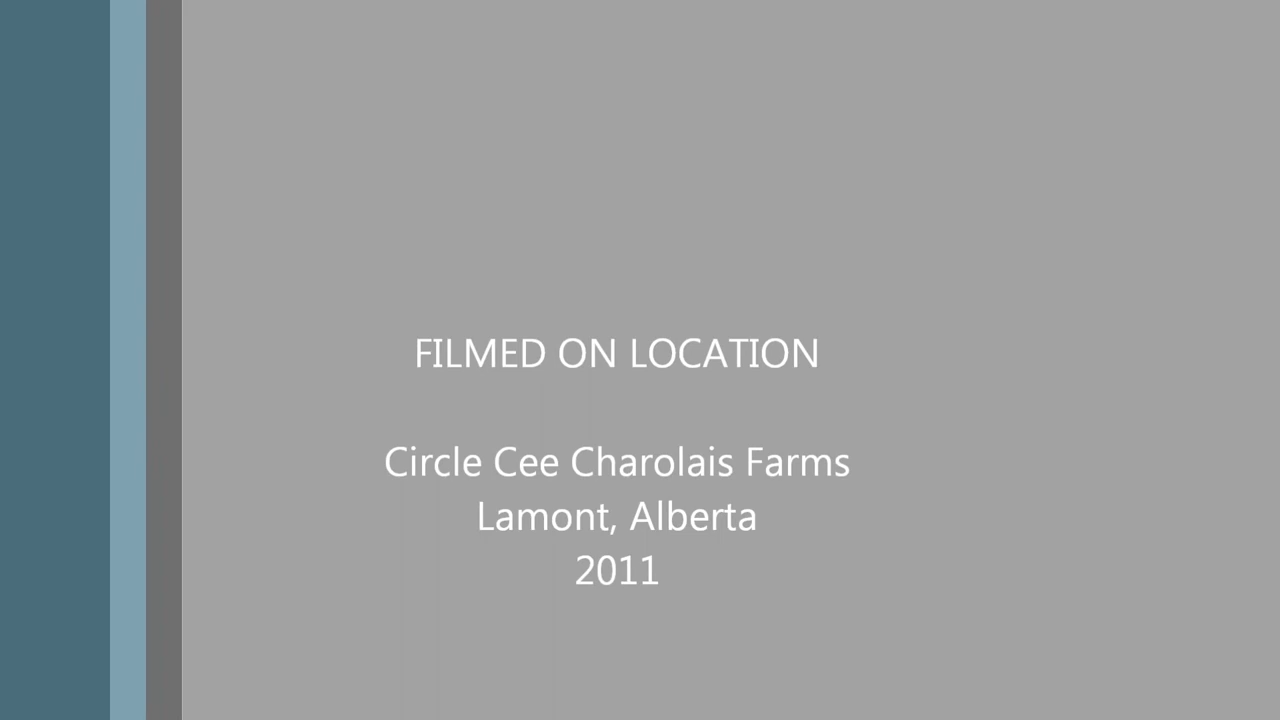 FILMED ON LOCATION
Circle Cee Charolais Farms
Lamont, Alberta
2011